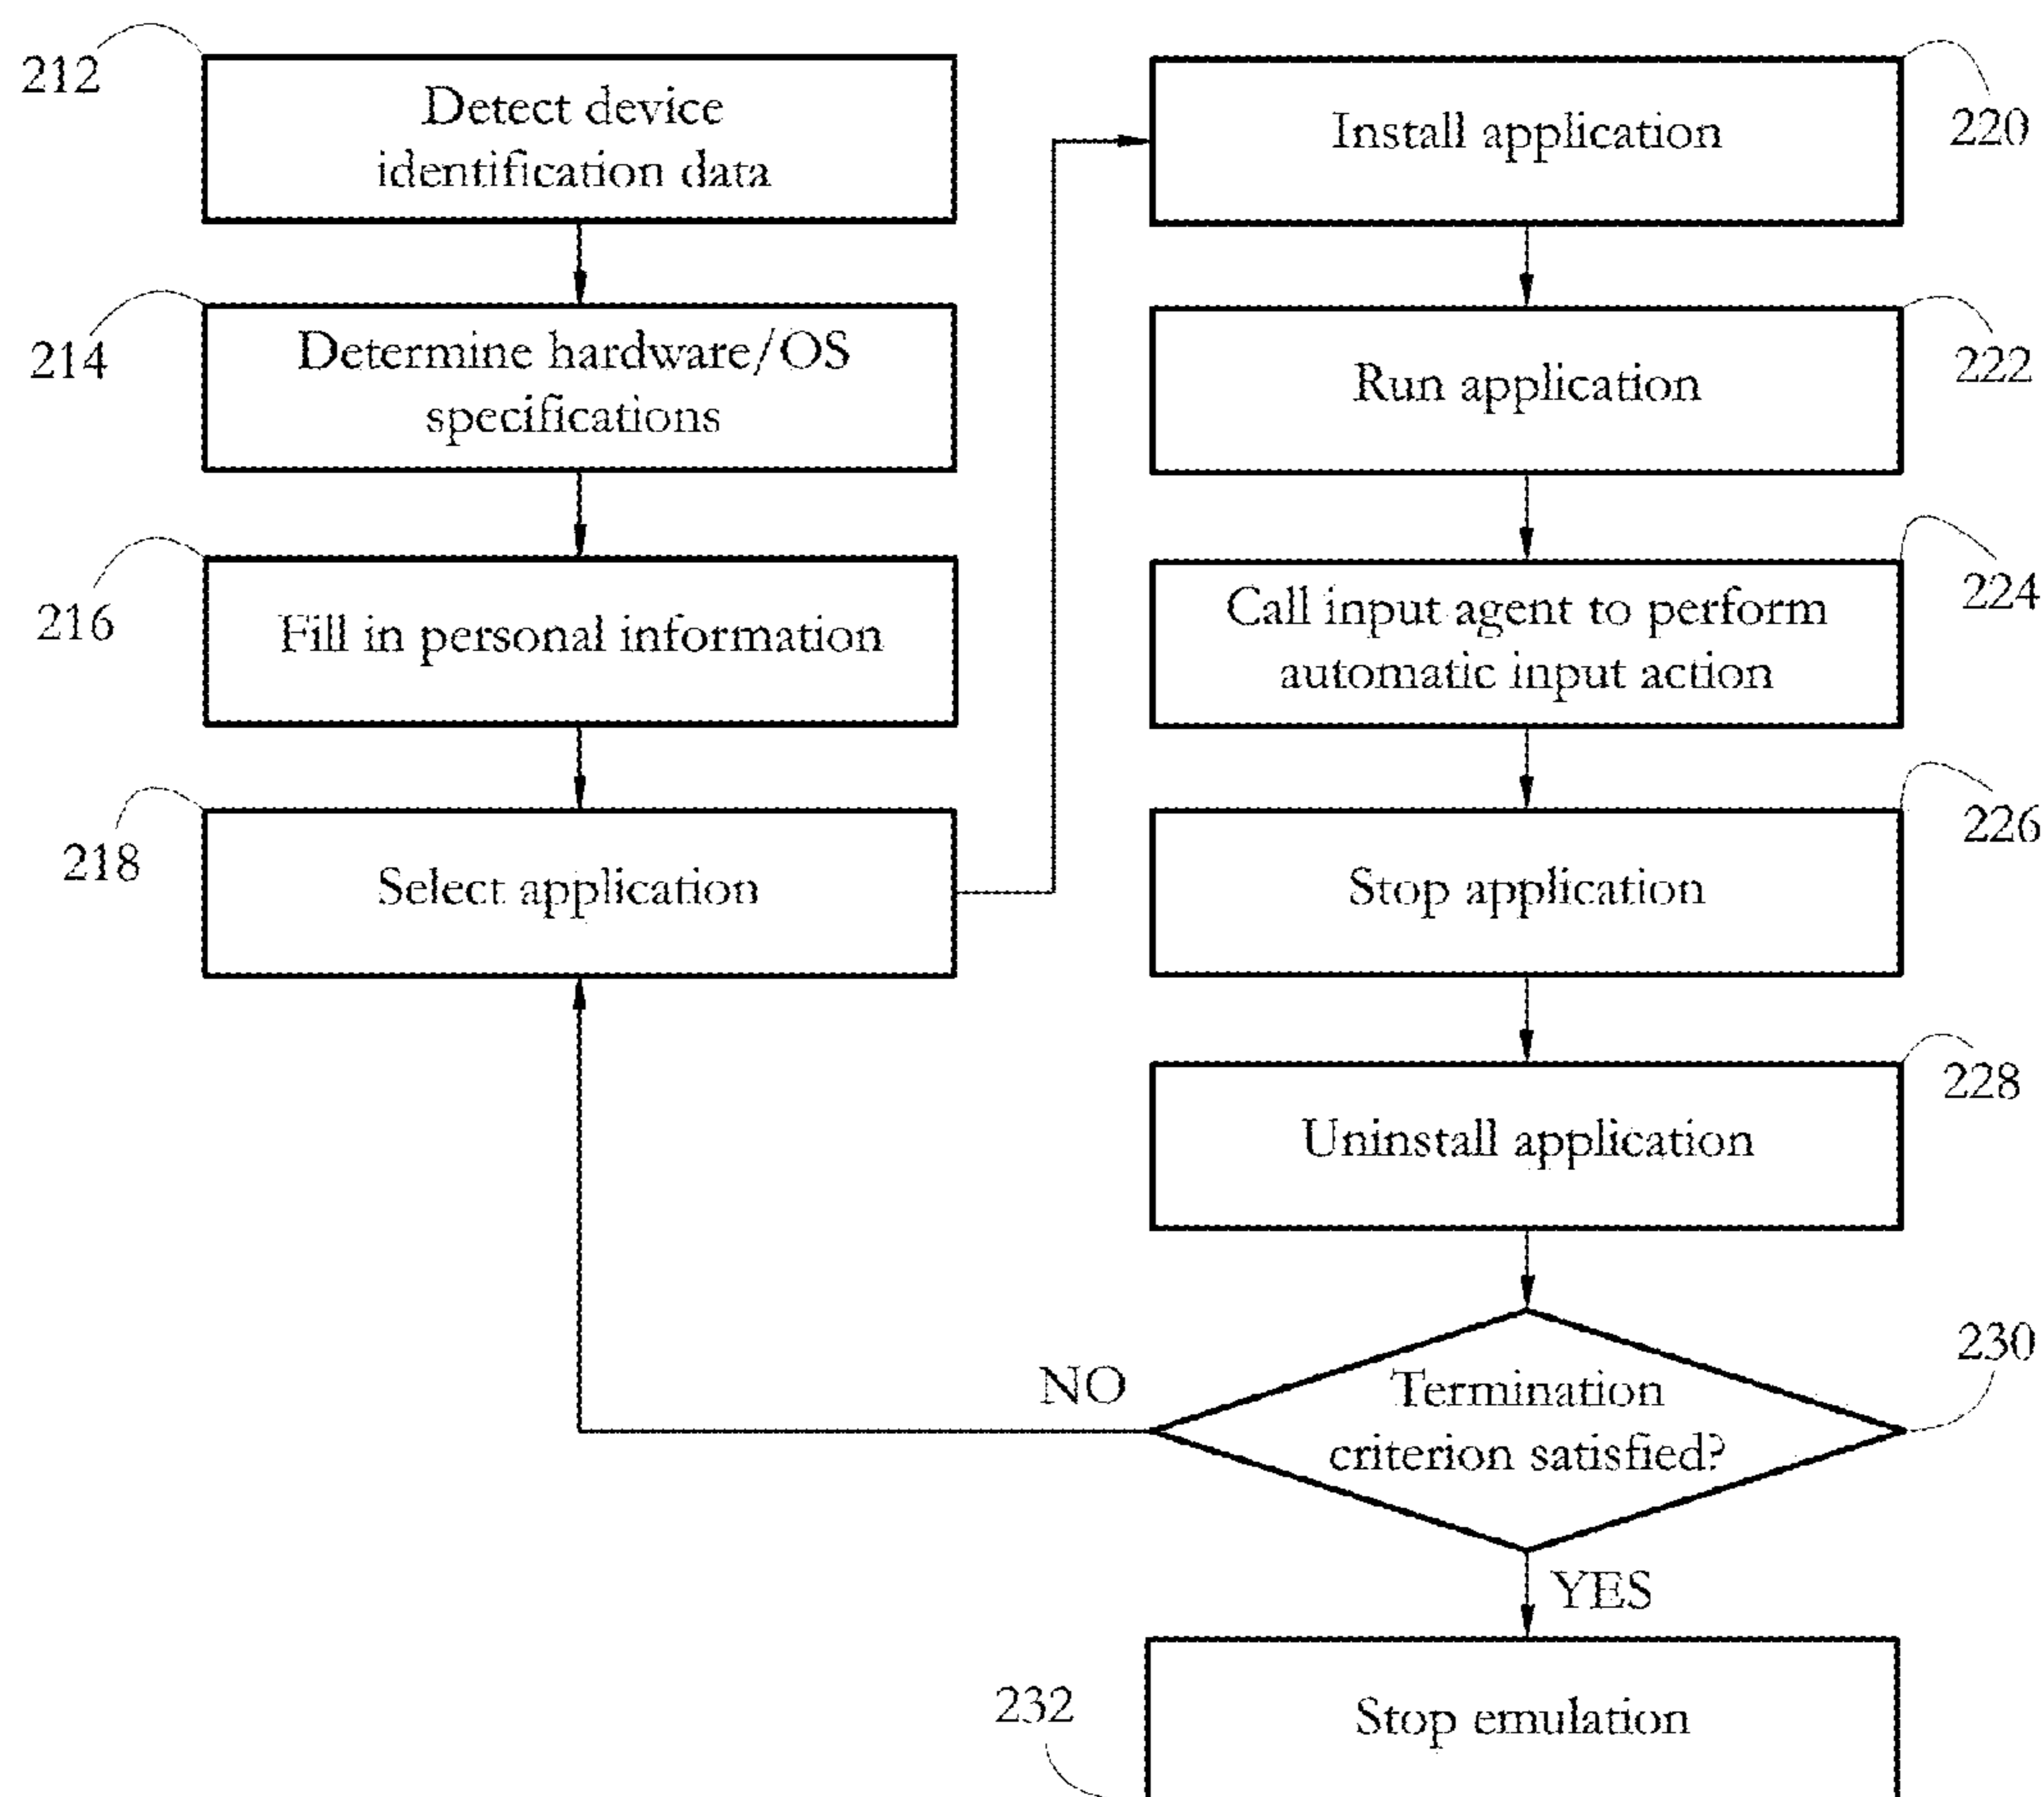 212
Detect device
identification data
214
Determine hardware/OS
specifications
216
Fill in personal information
218
Select application
220
Install application
222
Run application
224
Call input agent to perform
automatic input action
226
Stop application
228
Uninstall application
230
Termination
criterion satisfied?
NO
YES
232
Stop emulation